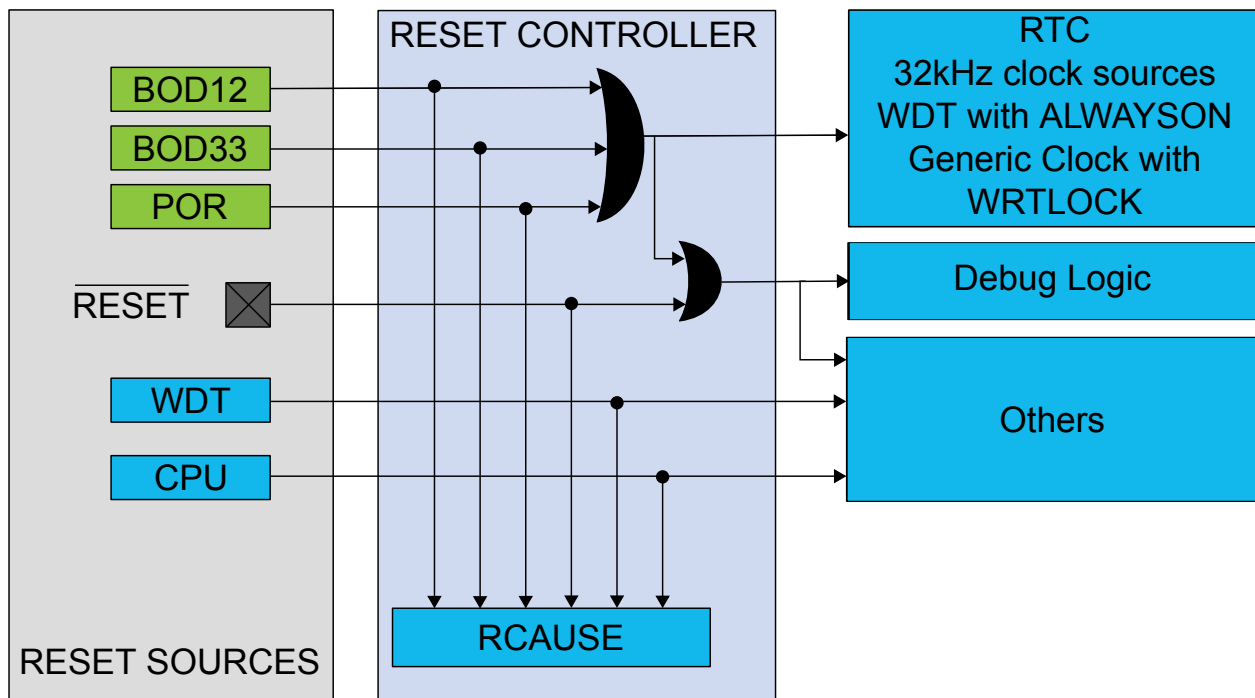 RESET CONTROLLER
RTC
32kHz clock sources
WDT with ALWAYSON
Generic Clock with
WRTLOCK
BOD12
BOD33
POR
RESET
Debug Logic
WDT
Others
CPU
RCAUSE
RESET SOURCES